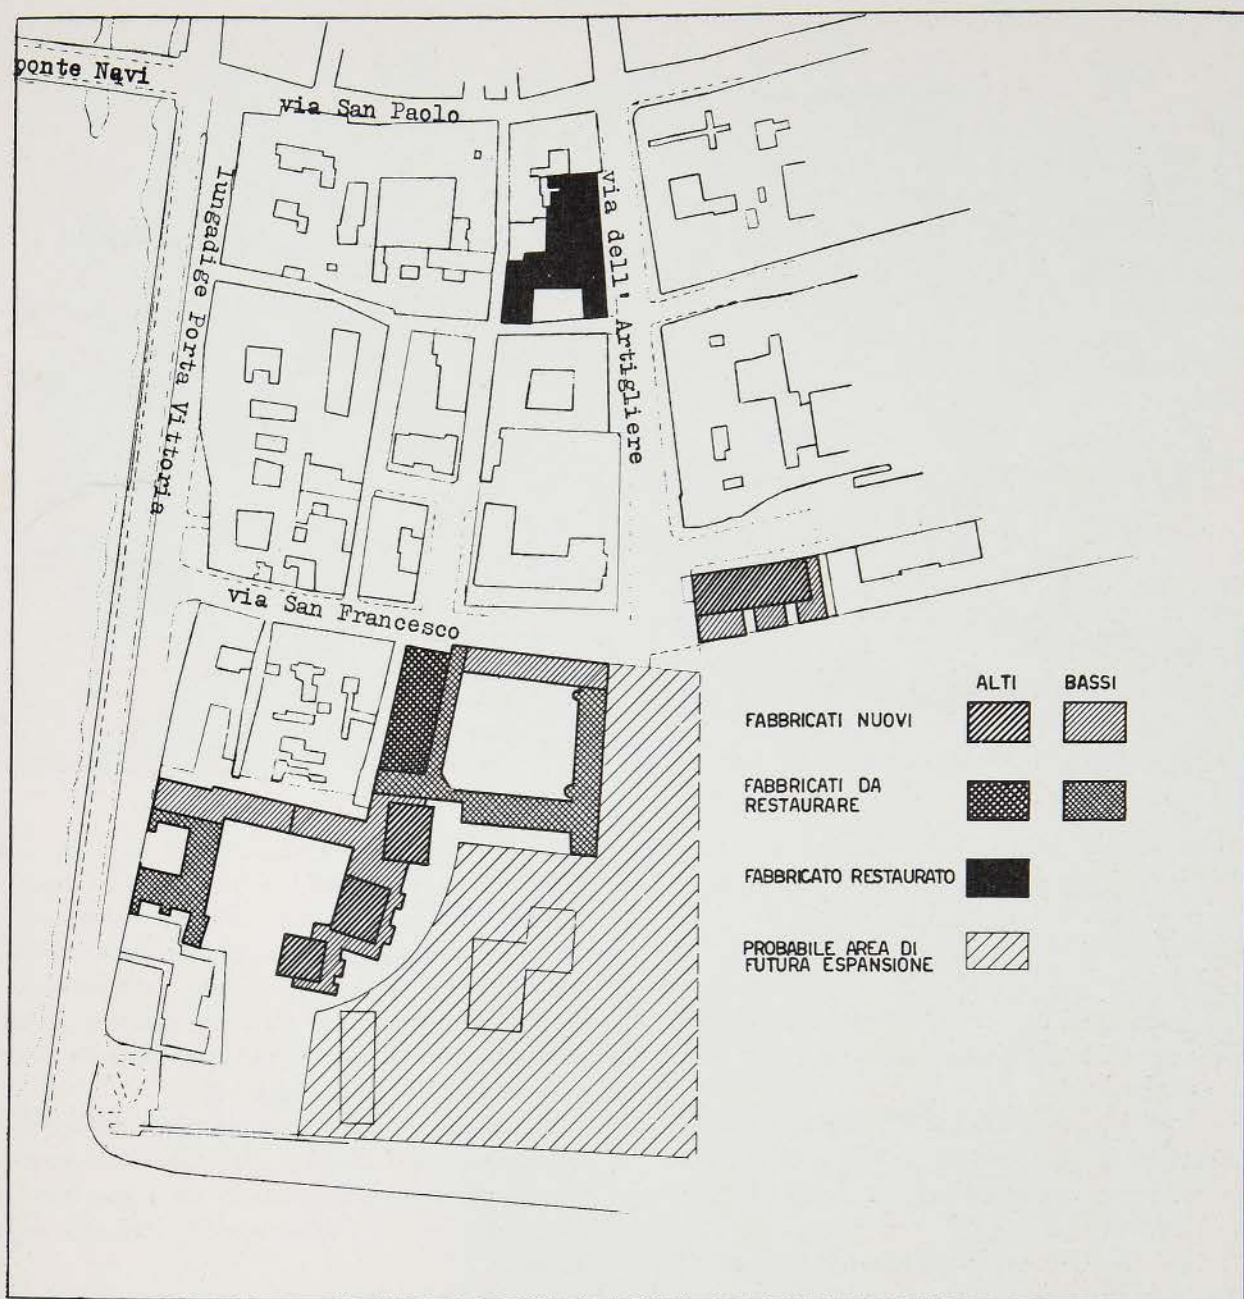 ponte Navi
via San Paolo
lungadige Porta Vittoria
via dell' Artigliere
via San Francesco
ALTI BASSI
FABBRICATI NUOVI
FABBRICATI DA
RESTAURARE
FABBRICATO RESTAURATO
PROBABILE AREA DI
FUTURA ESPANSIONE